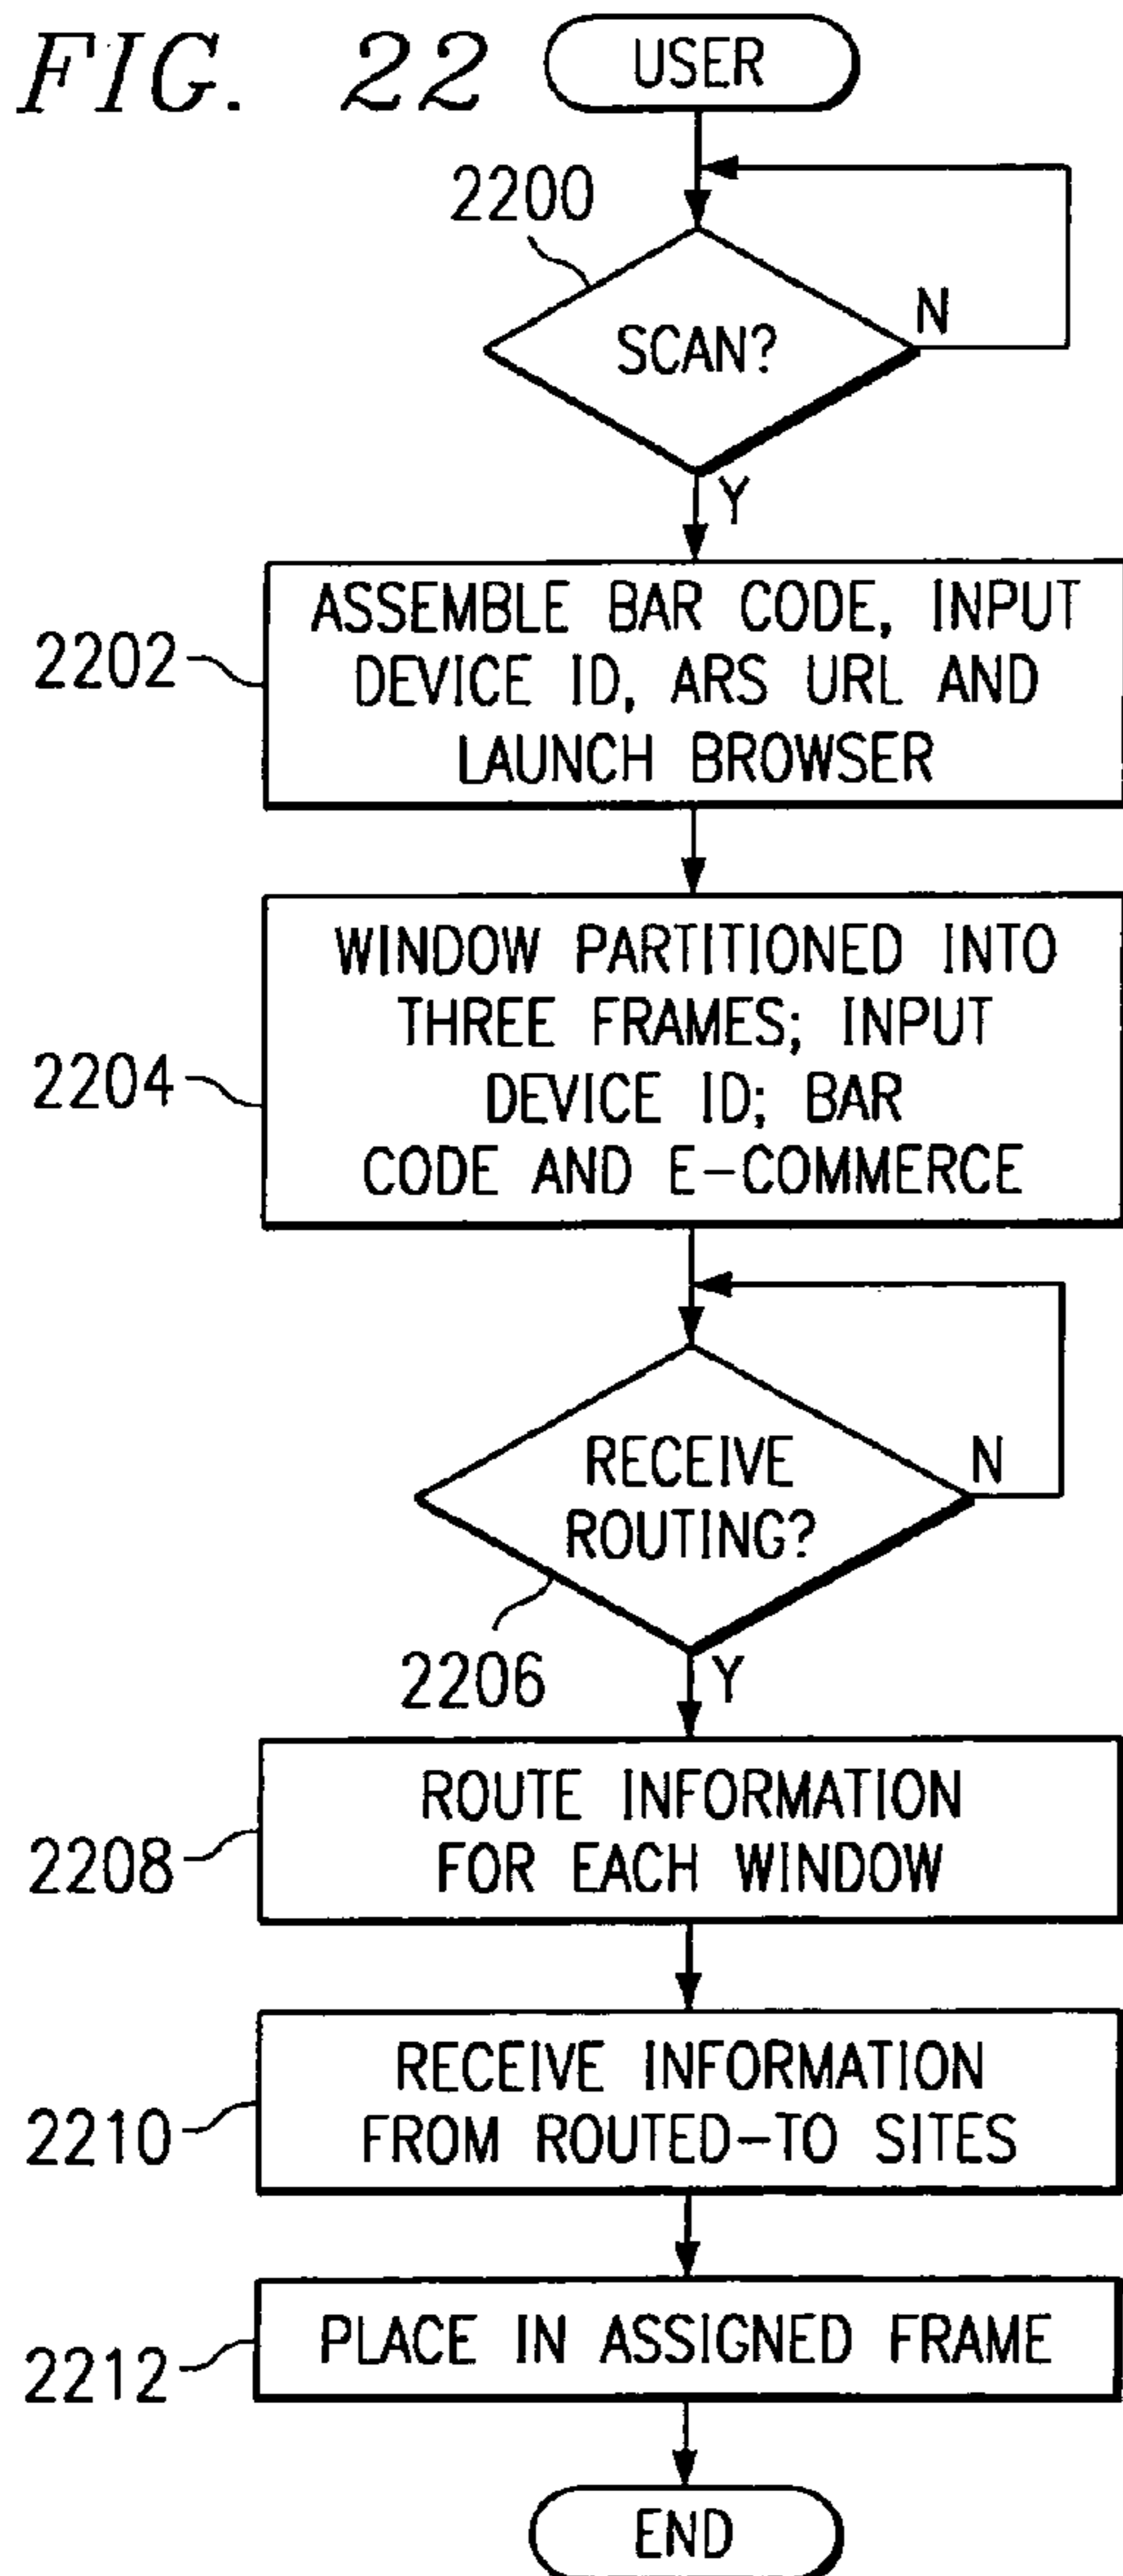 FIG. 22
USER
2200
SCAN?
N
Y
2202
ASSEMBLE BAR CODE, INPUT
DEVICE ID, ARS URL AND
LAUNCH BROWSER
2204
WINDOW PARTITIONED INTO
THREE FRAMES; INPUT
DEVICE ID; BAR
CODE AND E-COMMERCE
RECEIVE
ROUTING?
N
2206
Y
2208
ROUTE INFORMATION
FOR EACH WINDOW
2210
RECEIVE INFORMATION
FROM ROUTED-TO SITES
2212
PLACE IN ASSIGNED FRAME
END